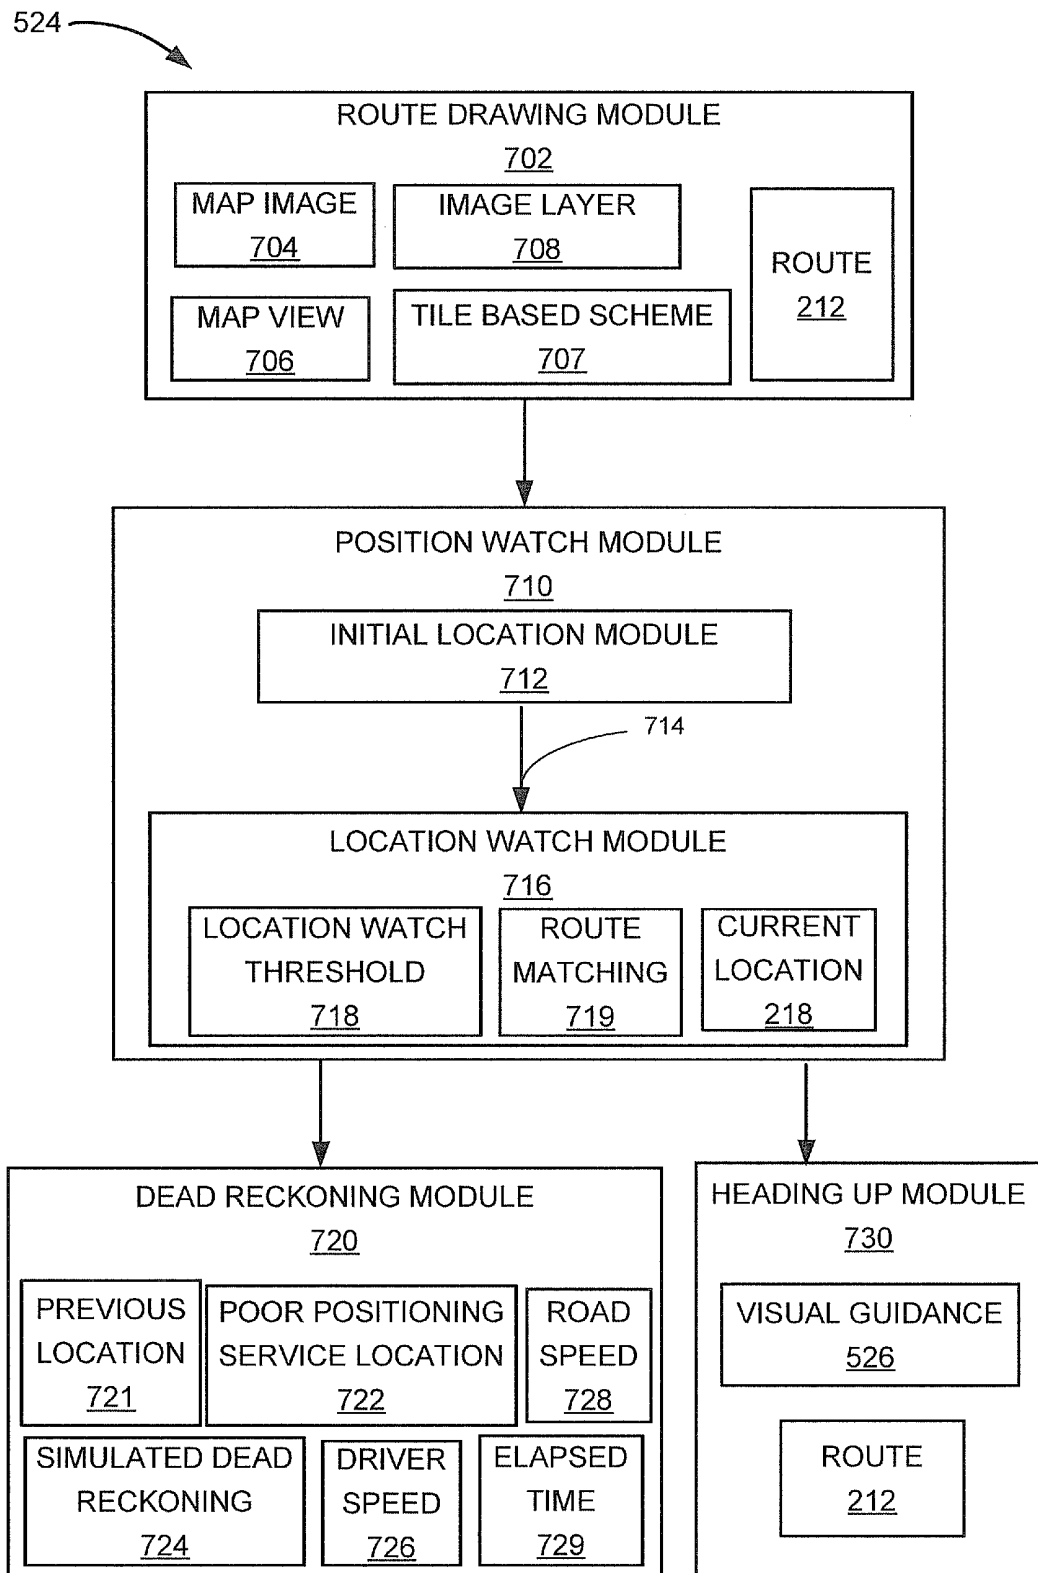 524
ROUTE DRAWING MODULE
702
MAP IMAGE
704
IMAGE LAYER
708
ROUTE
212
MAP VIEW
706
TILE BASED SCHEME
707
POSITION WATCH MODULE
710
INITIAL LOCATION MODULE
712
714
LOCATION WATCH MODULE
716
LOCATION WATCH
THRESHOLD
718
ROUTE
MATCHING
719
CURRENT
LOCATION
218
DEAD RECKONING MODULE
720
PREVIOUS
LOCATION
721
POOR POSITIONING
SERVICE LOCATION
722
ROAD
SPEED
728
SIMULATED DEAD
RECKONING
724
DRIVER
SPEED
726
ELAPSED
TIME
729
HEADING UP MODULE
730
VISUAL GUIDANCE
526
ROUTE
212